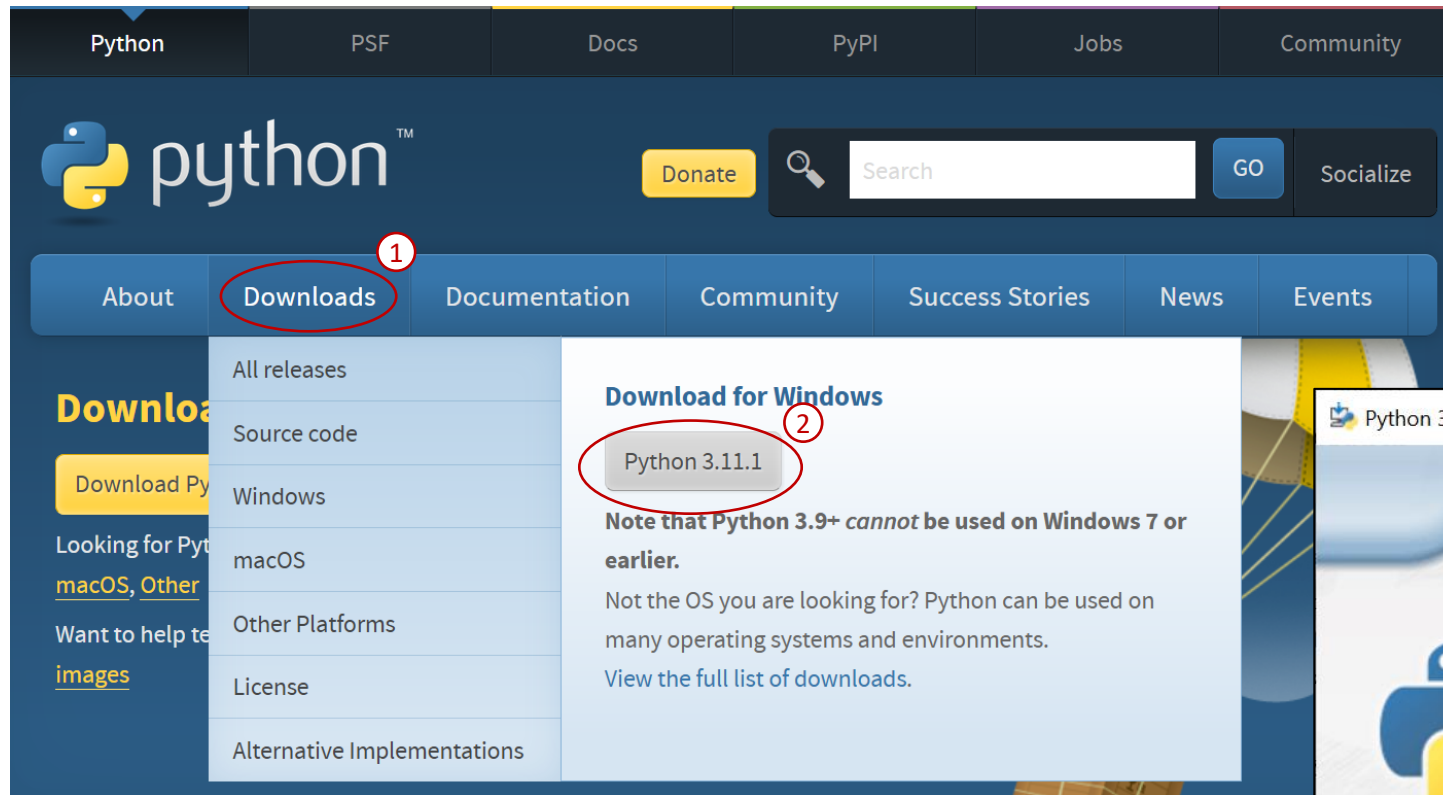 Python PSF Docs PyPI Jobs Community
python™
Donate Search GO Socialize
1
About Downloads Documentation Community Success Stories News Events
All releases
Source code
Windows
macOS
Other Platforms
License
Alternative Implementations
Download for Windows
2
Python 3.11.1
Note that Python 3.9+ cannot be used on Windows 7 or
earlier.
Not the OS you are looking for? Python can be used on
many operating systems and environments.
View the full list of downloads.
Downloa
Download Py
Looking for Pyt
macOS, Other
Want to help te
images
Python 3